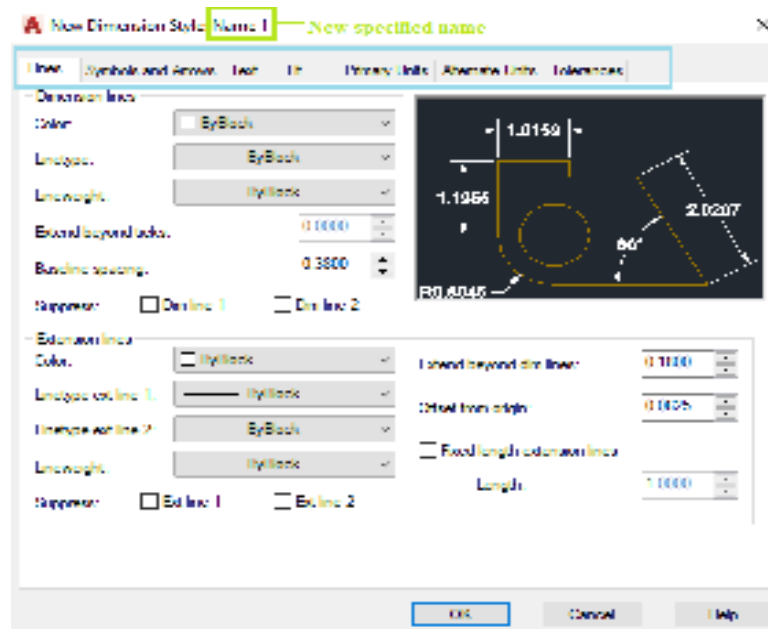 New Dimension Style: Name 1 New specified name
Lines Symbols and Arrows Text Fit Primary Units Alternate Units Tolerances
Dimension lines
Color: ByBlock
Linetype: ByBlock
Lineweight: ByBlock
Extend beyond ticks: 0.0000
Baseline spacing: 0.3800
Suppress: Dim line 1 Dim line 2
1.0159
1.1955
2.0207
60°
R0.8045
Extension lines
Color: ByBlock
Linetype ext line 1: ByBlock
Linetype ext line 2: ByBlock
Lineweight: ByBlock
Suppress: Ext line 1 Ext line 2
Extend beyond dim lines: 0.1800
Offset from origin: 0.0625
Fixed length extension lines
Length: 1.0000
OK Cancel Help